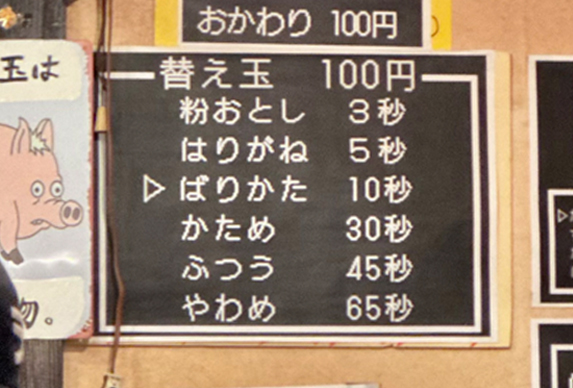 おかわり 100円
玉は
替え玉 100円
粉おとし 3秒
はりがね 5秒
▷ばりかた 10秒
かため 30秒
ふつう 45秒
やわめ 65秒
物。